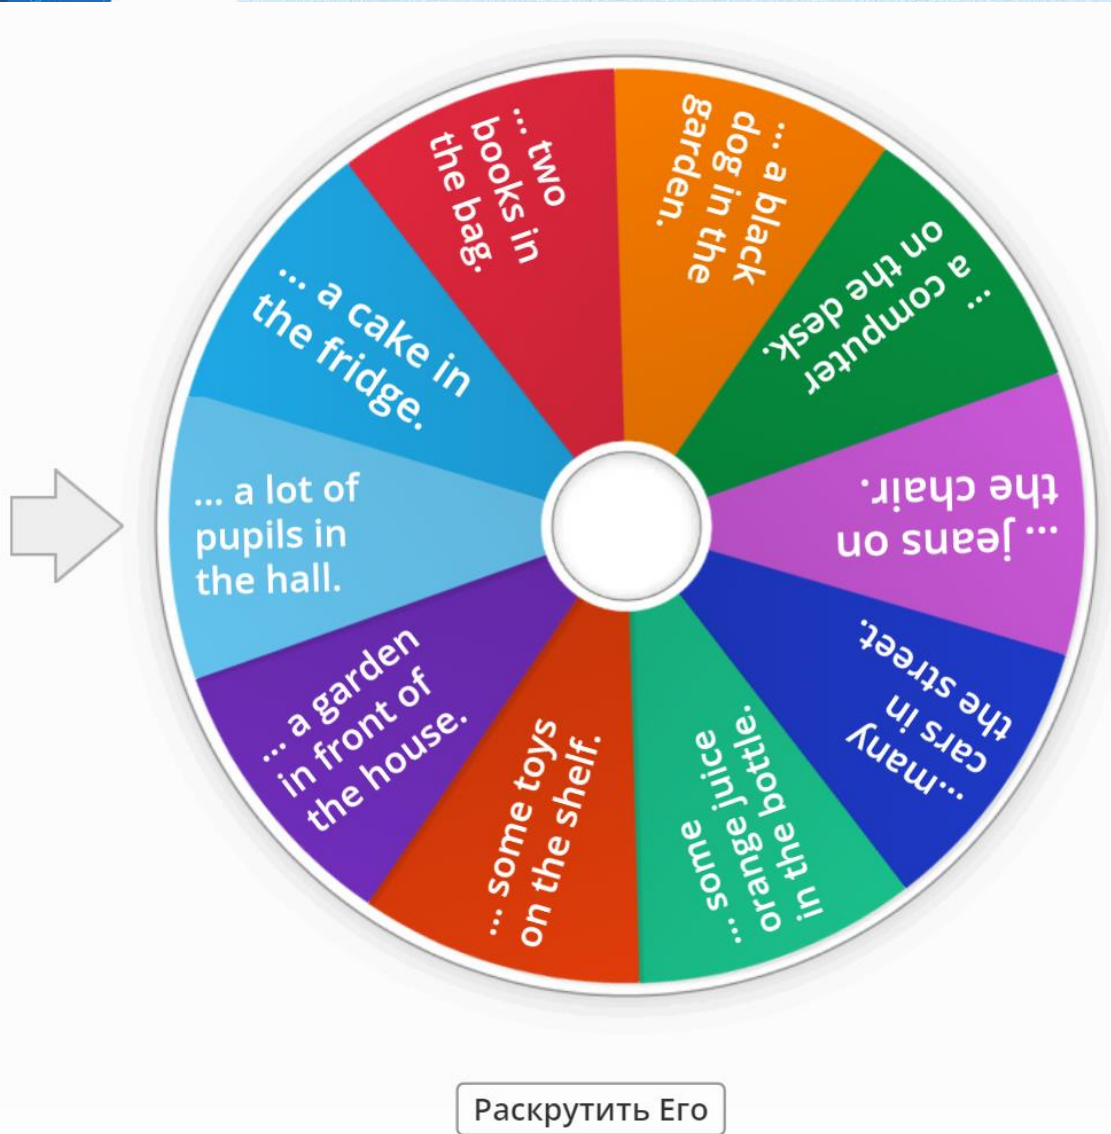 ... two
books in
the bag.
... a black
dog in the
garden.
... a computer
on the desk.
... jeans on
the chair.
...many
cars in
the street.
... some
orange juice
in the bottle.
... some toys
on the shelf.
... a garden
in front of
the house.
... a lot of
pupils in
the hall.
... a cake in
the fridge.
Раскрутить Его